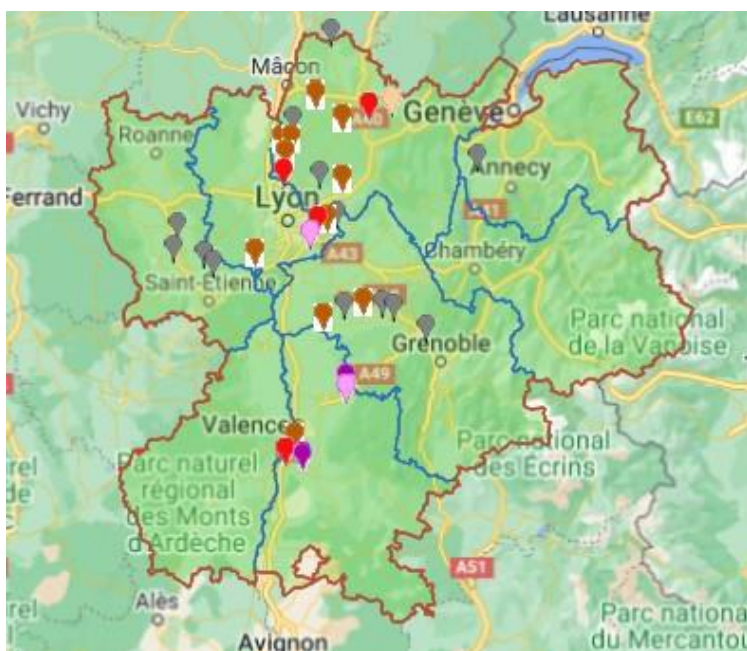 Lausanne
Mâcon
Vichy
Roanne
A40
Genève
E62
Annecy
Ferrand
Lyon
A41
A43
Chambéry
Saint-Étienne
Parc national
de la Vanoise
Grenoble
A49
Valence
Parc national
des Écrins
Parc naturel
régional
des Monts
d'Ardèche
A51
Alès
Avignon
Parc nationa
du Mercantou